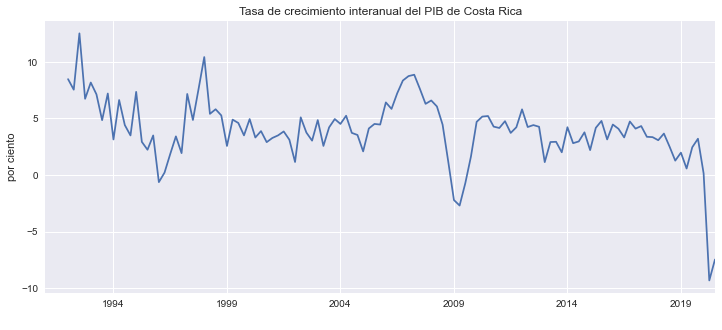 Tasa de crecimiento interanual del PIB de Costa Rica
por ciento
10
5
0
−5
−10
1994 1999 2004 2009 2014 2019